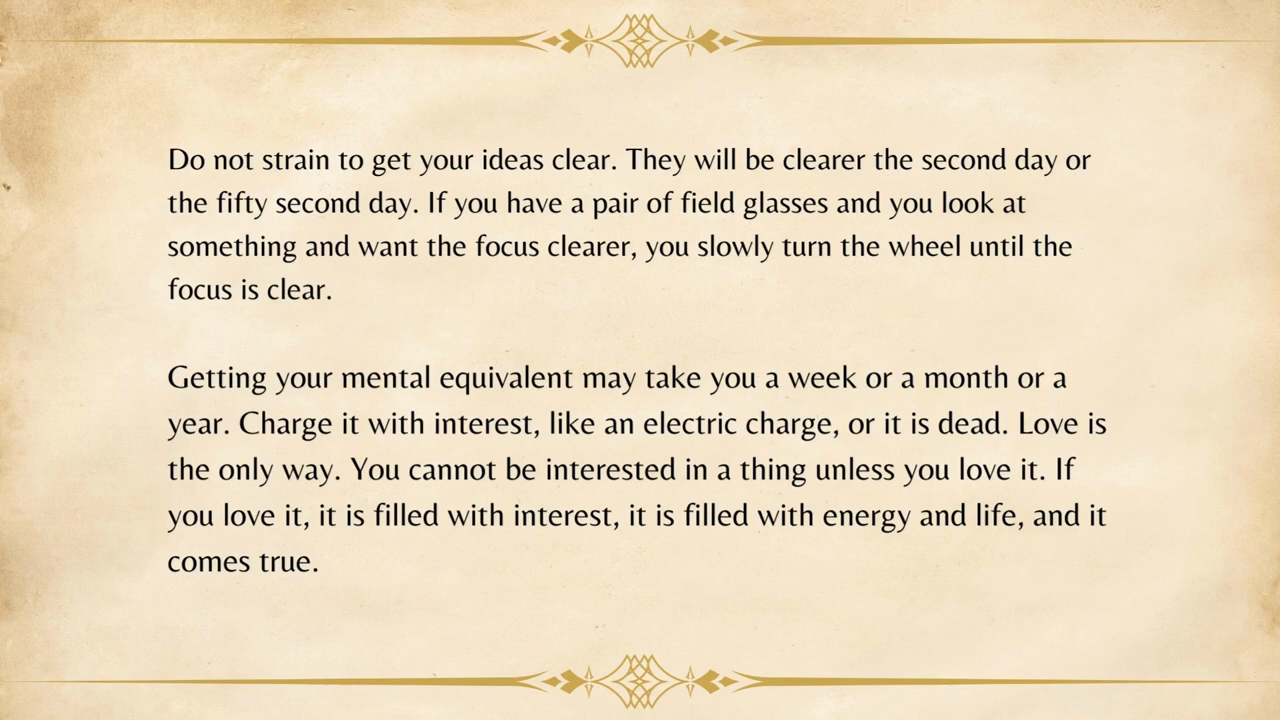 Do not strain to get your ideas clear. They will be clearer the second day or
the fifty second day. If you have a pair of field glasses and you look at
something and want the focus clearer, you slowly turn the wheel until the
focus is clear.
Getting your mental equivalent may take you a week or a month or a
year. Charge it with interest, like an electric charge, or it is dead. Love is
the only way. You cannot be interested in a thing unless you love it. If
you love it, it is filled with interest, it is filled with energy and life, and it
comes true.